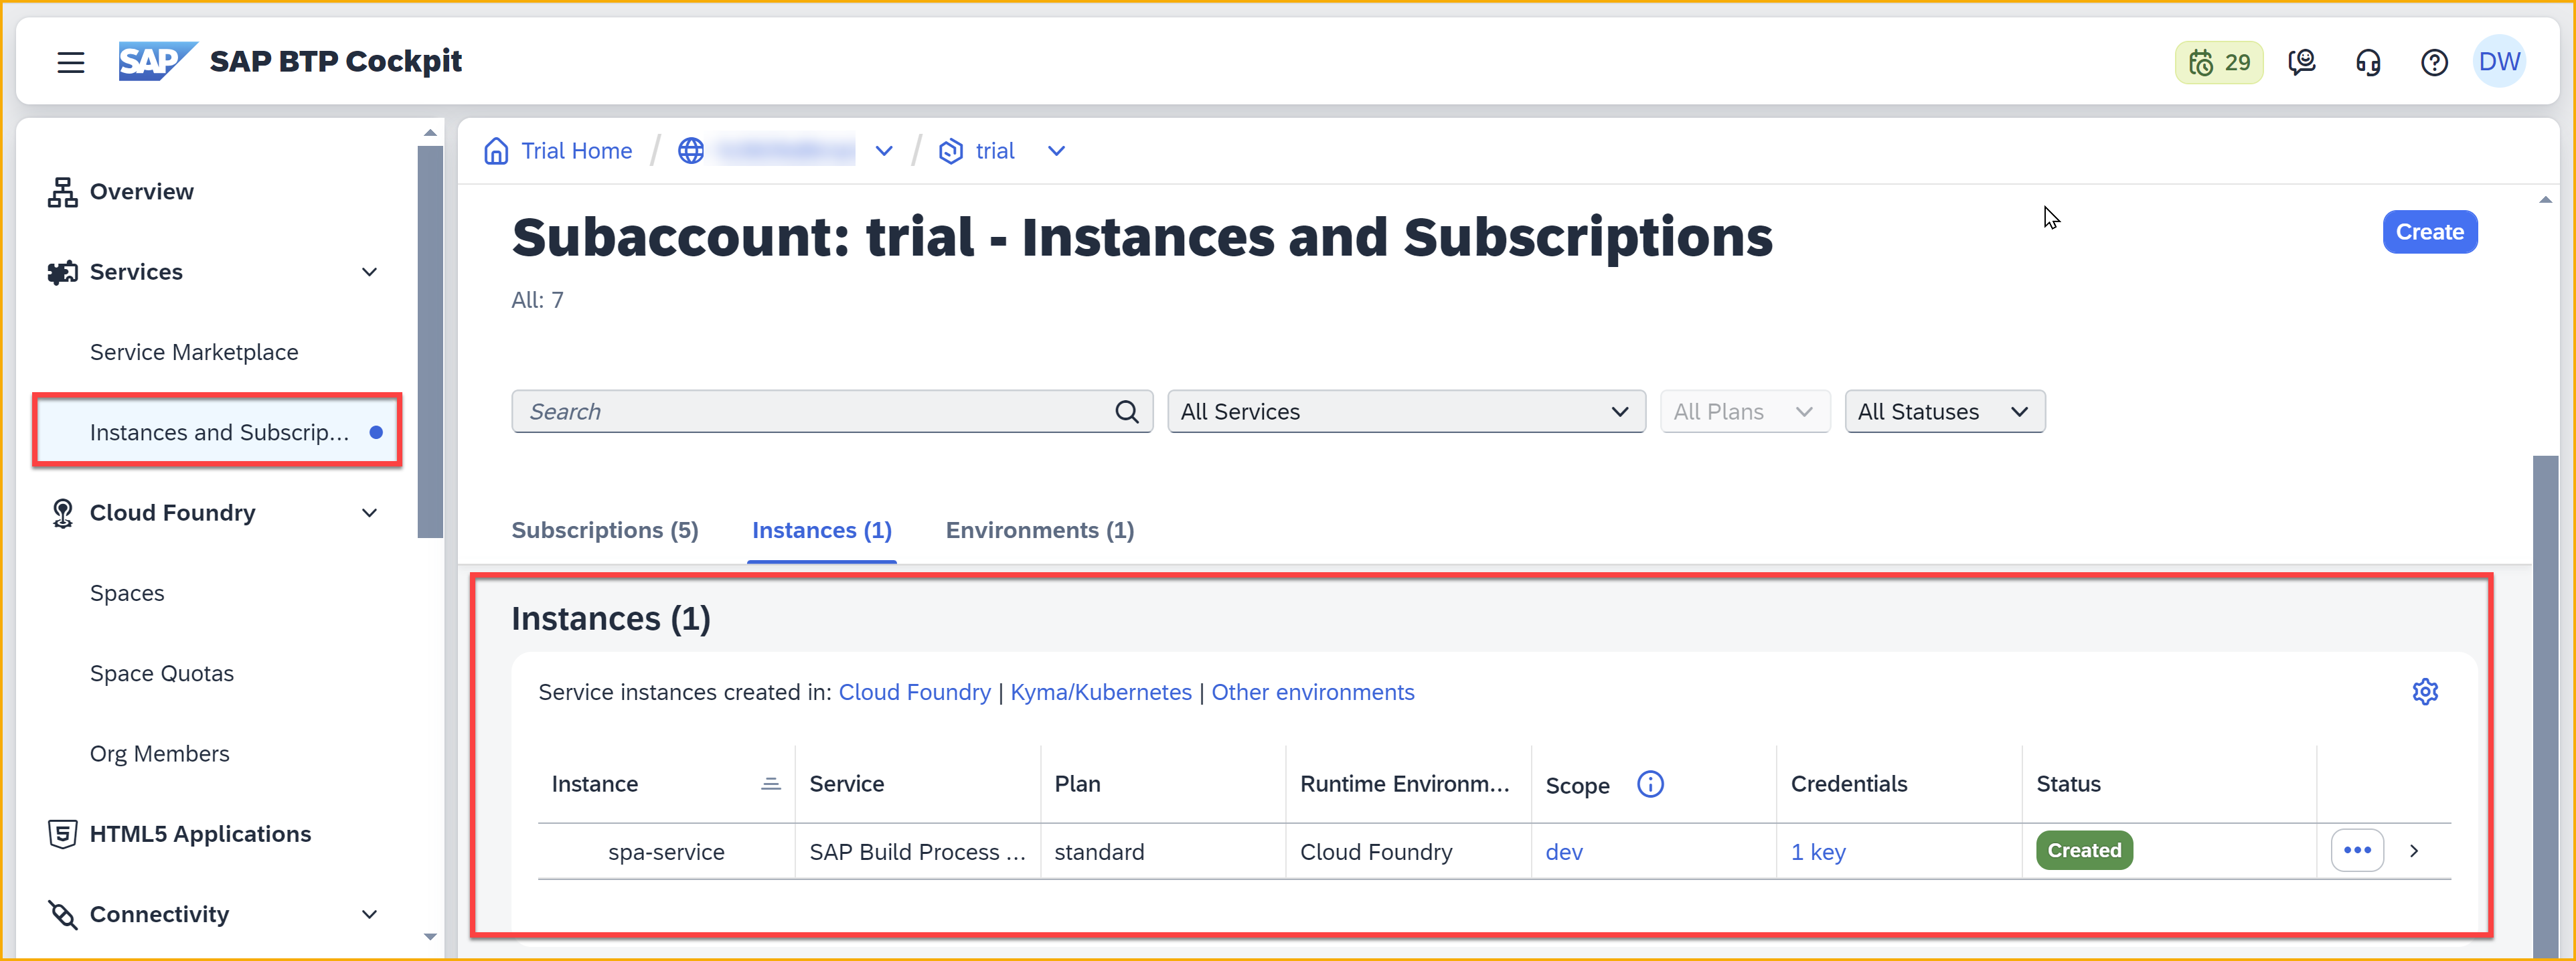 SAP SAP BTP Cockpit 29 DW
Trial Home / / trial
Overview
Services
Service Marketplace
Instances and Subscrip...
Cloud Foundry
Spaces
Space Quotas
Org Members
HTML5 Applications
Connectivity
Subaccount: trial - Instances and Subscriptions Create
All: 7
Search All Services All Plans All Statuses
Subscriptions (5) Instances (1) Environments (1)
Instances (1)
Service instances created in: Cloud Foundry | Kyma/Kubernetes | Other environments
Instance Service Plan Runtime Environm... Scope Credentials Status
spa-service SAP Build Process ... standard Cloud Foundry dev 1 key Created